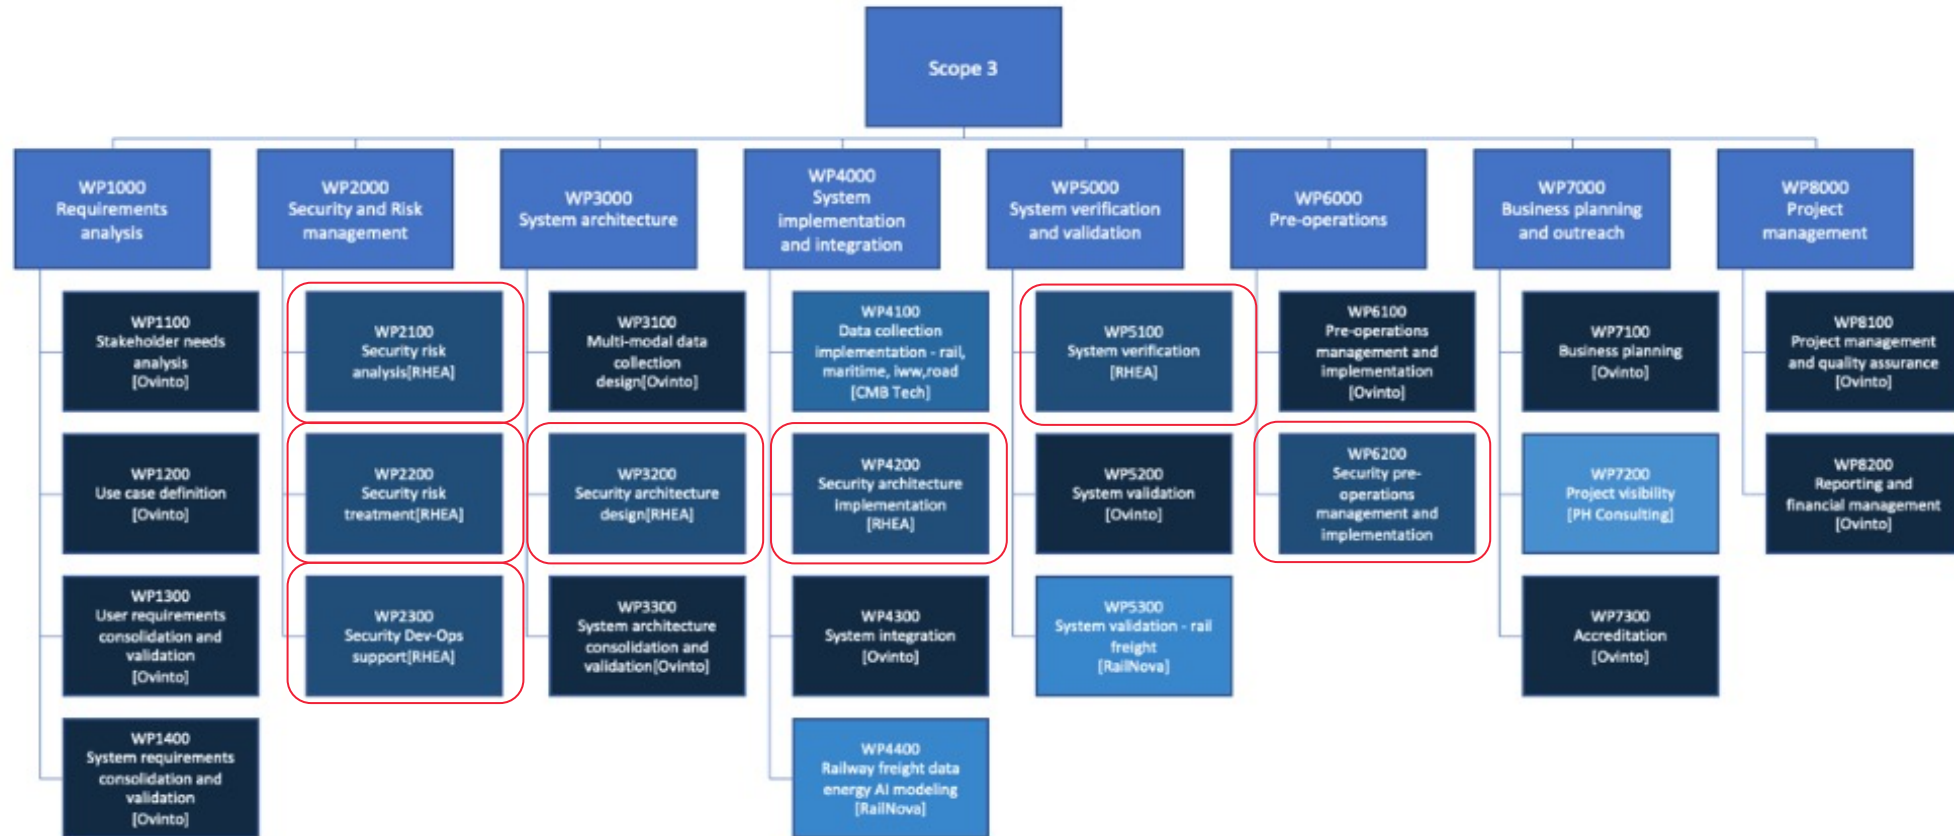 Scope 3
WP1000
Requirements
analysis
WP2000
Security and Risk
management
WP3000
System architecture
WP4000
System
implementation
and integration
WP5000
System verification
and validation
WP6000
Pre-operations
WP7000
Business planning
and outreach
WP8000
Project
management
WP1100
Stakeholder needs
analysis
[Ovinto]
WP2100
Security risk
analysis[RHEA]
WP3100
Multi-modal data
collection
design[Ovinto]
WP4100
Data collection
implementation - rail,
maritime, iww,road
[CMB Tech]
WP5100
System verification
[RHEA]
WP6100
Pre-operations
management and
implementation
[Ovinto]
WP7100
Business planning
[Ovinto]
WP8100
Project management
and quality assurance
[Ovinto]
WP1200
Use case definition
[Ovinto]
WP2200
Security risk
treatment[RHEA]
WP3200
Security architecture
design[RHEA]
WP4200
Security architecture
implementation
[RHEA]
WP5200
System validation
[Ovinto]
WP6200
Security pre-
operations
management and
implementation
WP7200
Project visibility
[PH Consulting]
WP8200
Reporting and
financial management
[Ovinto]
WP1300
User requirements
consolidation and
validation
[Ovinto]
WP2300
Security Dev-Ops
support[RHEA]
WP3300
System architecture
consolidation and
validation[Ovinto]
WP4300
System integration
[Ovinto]
WP5300
System validation - rail
freight
[RailNova]
WP7300
Accreditation
[Ovinto]
WP1400
System requirements
consolidation and
validation
[Ovinto]
WP4400
Railway freight data
energy AI modeling
[RailNova]